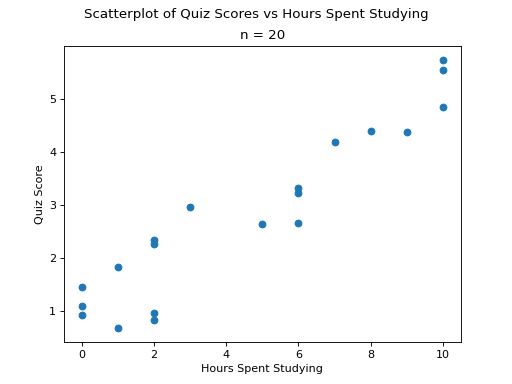 Scatterplot of Quiz Scores vs Hours Spent Studying
n = 20
5
4
3
2
1
Quiz Score
0 2 4 6 8 10
Hours Spent Studying